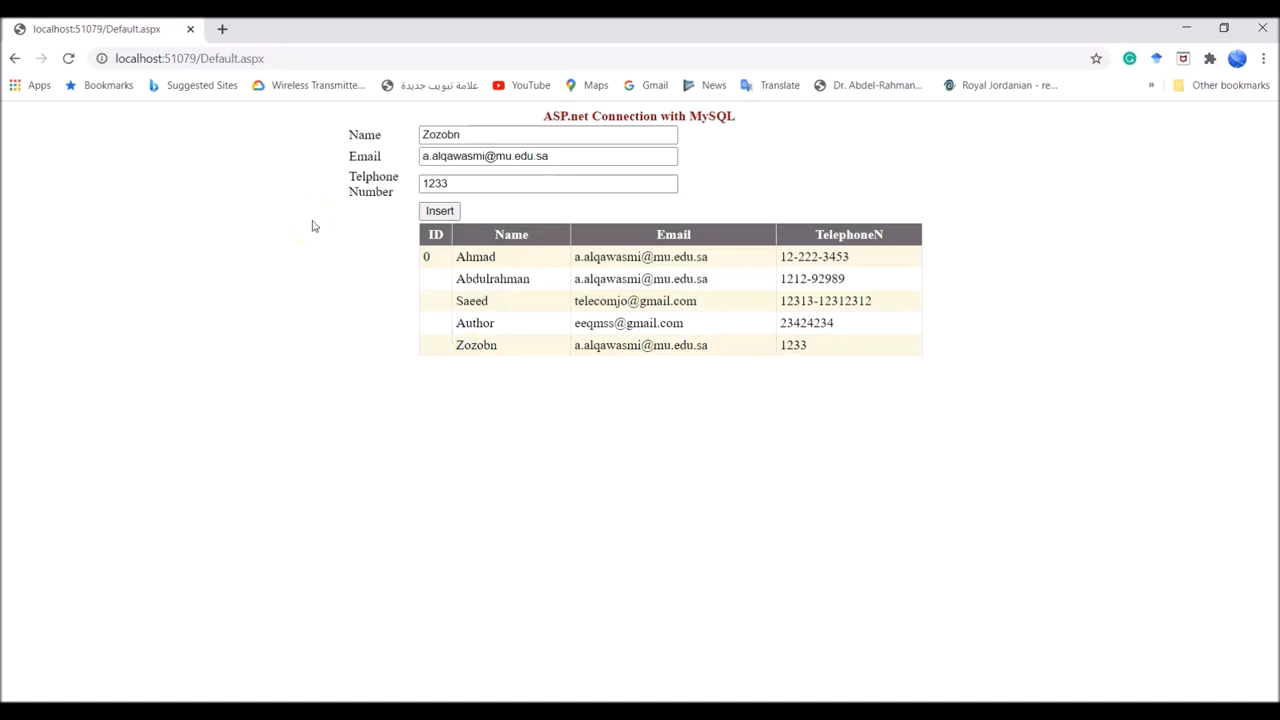 localhost:51079/Default.aspx
localhost:51079/Default.aspx
Apps Bookmarks Suggested Sites Wireless Transmitte... علامة تبويب جديدة YouTube Maps Gmail News Translate Dr. Abdel-Rahman... Royal Jordanian - re... » Other bookmarks
ASP.net Connection with MySQL
Name Zozobn
Email a.alqawasmi@mu.edu.sa
Telphone
Number 1233
Insert
ID Name Email TelephoneN
0 Ahmad a.alqawasmi@mu.edu.sa 12-222-3453
Abdulrahman a.alqawasmi@mu.edu.sa 1212-92989
Saeed telecomjo@gmail.com 12313-12312312
Author eeqmss@gmail.com 23424234
Zozobn a.alqawasmi@mu.edu.sa 1233